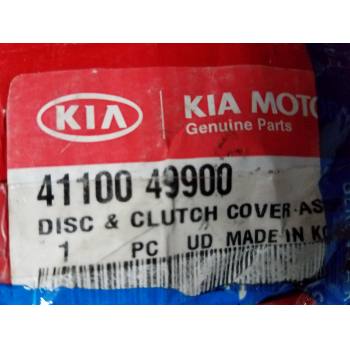 KIA
KIA MOTO
Genuine Parts
41100 49900
DISC & CLUTCH COVER-AS
1 PC UD MADE IN KO